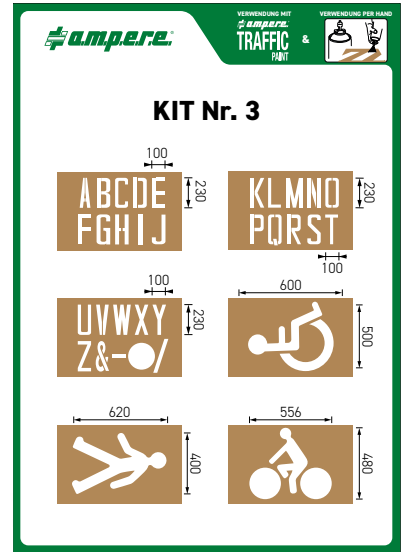 VERWENDUNG MIT
ampere
TRAFFIC
PAINT
&
VERWENDUNG PER HAND
a.m.p.e.r.e.
KIT Nr. 3
100
ABCDE
FGHIJ
230
KLMNO
PQRST
230
100
100
UVWXY
Z&-●/
230
600
500
620
400
556
480